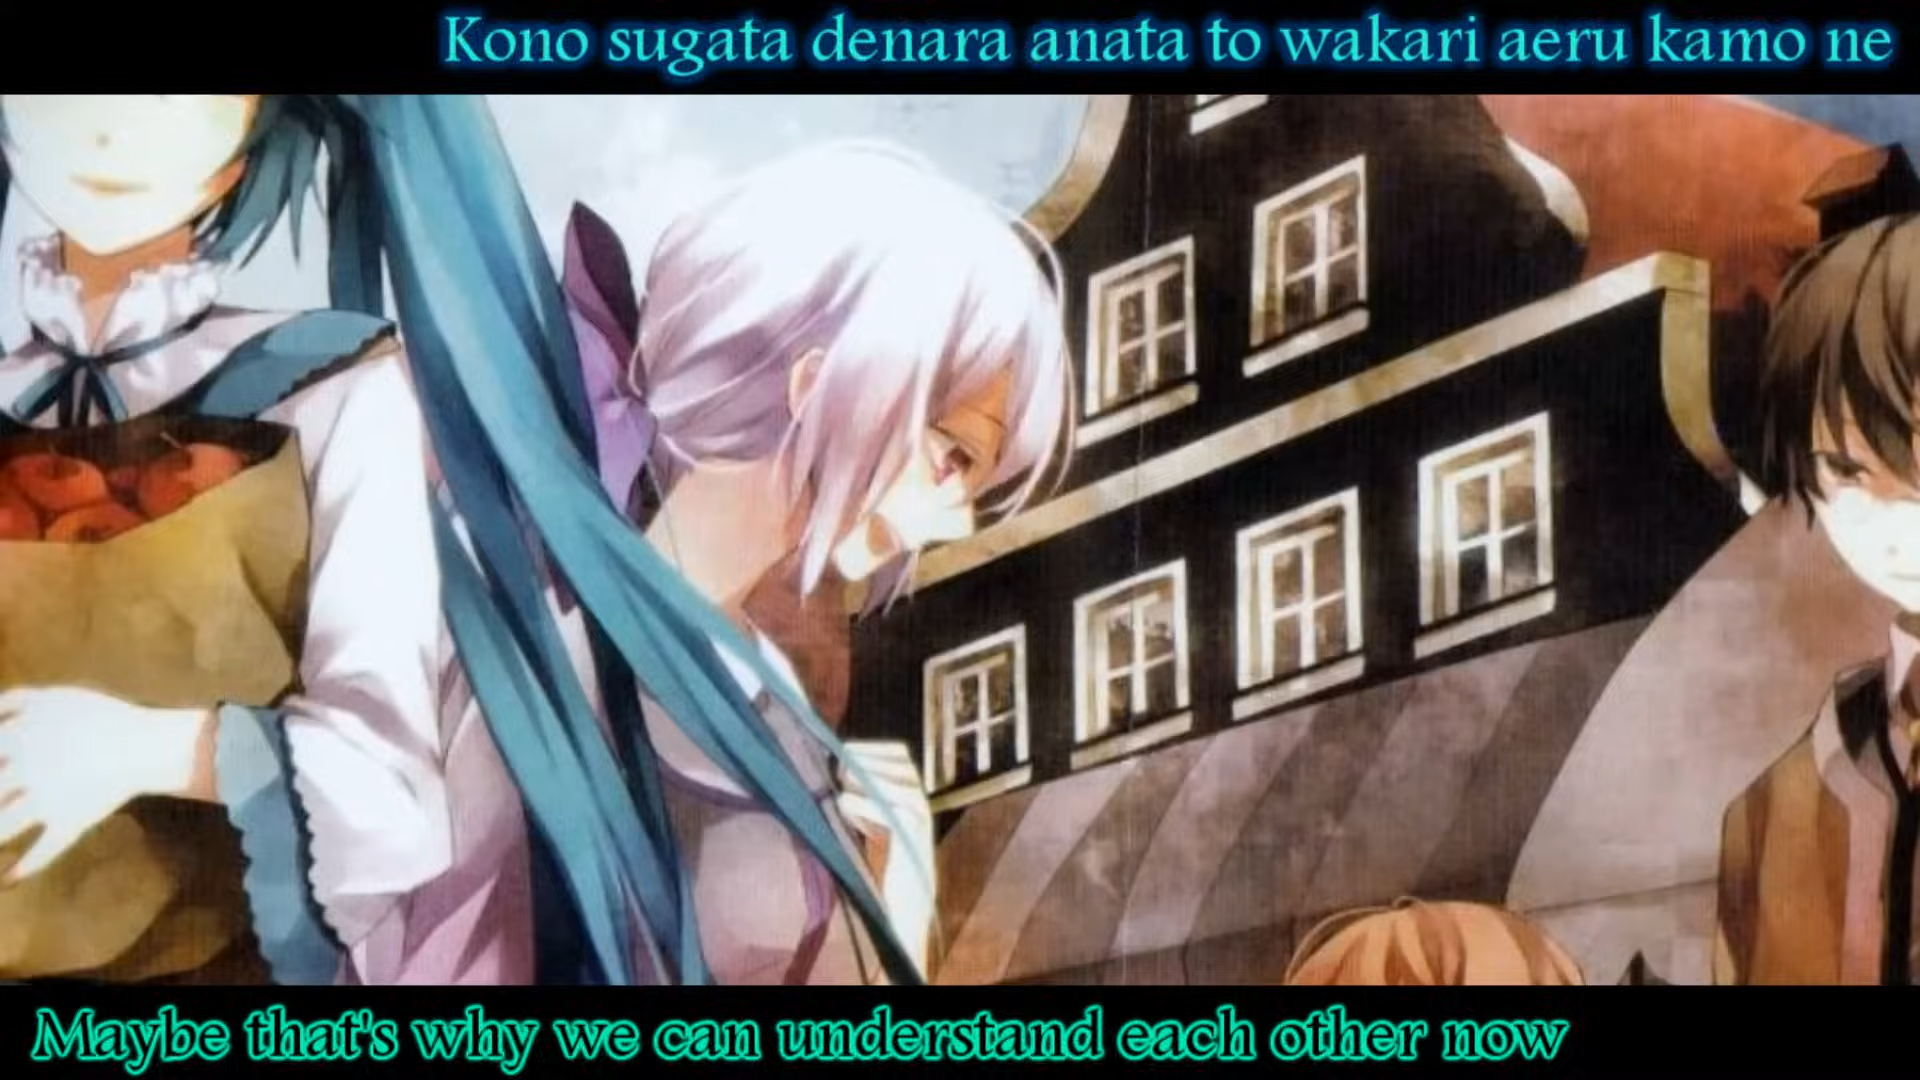 Kono sugata denara anata to wakari aeru kamo ne
Maybe that's why we can understand each other now